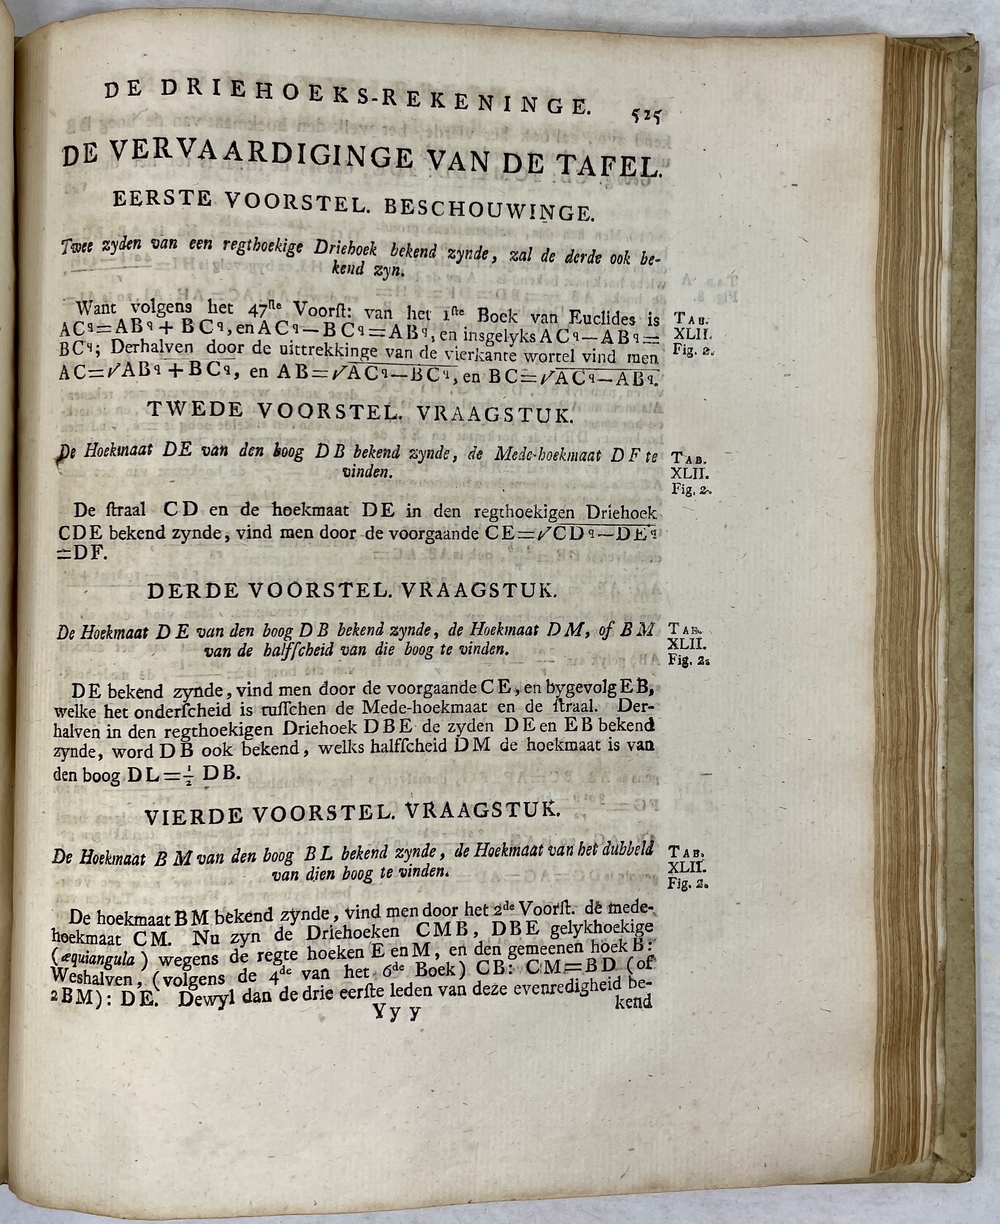 DE DRIEHOEKS-REKENINGE. 525
DE VERVAARDIGINGE VAN DE TAFEL.
EERSTE VOORSTEL. BESCHOUWINGE.
Twee zyden van een regthoekige Driehoek bekend zynde, zal de derde ook be-
kend zyn.
Want volgens het 47ste Voorſt: van het 1ste Boek van Euclides is
ACq=ABq+BCq, en ACq—BCq=ABq, en insgelyks ACq—ABq=
BCq; Derhalven door de uittrekkinge van de vierkante wortel vind men
AC=√ABq+BCq, en AB=√ACq—BCq, en BC=√ACq—ABq.
TAB.
XLII.
Fig. 2.
TWEDE VOORSTEL. VRAAGSTUK.
De Hoekmaat DE van den boog DB bekend zynde, de Mede-hoekmaat DF te
vinden.
TAB.
XLII.
Fig. 2.
De ſtraal CD en de hoekmaat DE in den regthoekigen Driehoek
CDE bekend zynde, vind men door de voorgaande CE=√CDq—DEq
=DF.
DERDE VOORSTEL. VRAAGSTUK.
De Hoekmaat DE van den boog DB bekend zynde, de Hoekmaat DM, of BM
van de halfſcheid van die boog te vinden.
TAB.
XLII.
Fig. 2.
DE bekend zynde, vind men door de voorgaande CE, en bygevolg EB,
welke het onderſcheid is tuſſchen de Mede-hoekmaat en de ſtraal. Der-
halven in den regthoekigen Driehoek DBE de zyden DE en EB bekend
zynde, word DB ook bekend, welks halfſcheid DM de hoekmaat is van
den boog DL=½ DB.
VIERDE VOORSTEL. VRAAGSTUK.
De Hoekmaat BM van den boog BL bekend zynde, de Hoekmaat van het dubbeld
van dien boog te vinden.
TAB.
XLII.
Fig. 2.
De hoekmaat BM bekend zynde, vind men door het 2de Voorſt. de mede-
hoekmaat CM. Nu zyn de Driehoeken CMB, DBE gelykhoekige
(æquiangula) wegens de regte hoeken E en M, en den gemeenen hoek B:
Weshalven, (volgens de 4de van het 6de Boek) CB: CM=BD (of
2BM): DE. Dewyl dan de drie eerſte leden van deze evenredigheid be-
Yyy kend